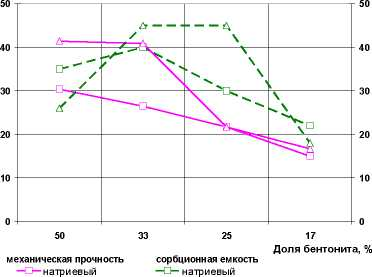 50 50
40 40
30 30
20 20
10 10
0 0
50 33 25 17
Доля бентонита, %
механическая прочность сорбционная емкость
натриевый натриевый